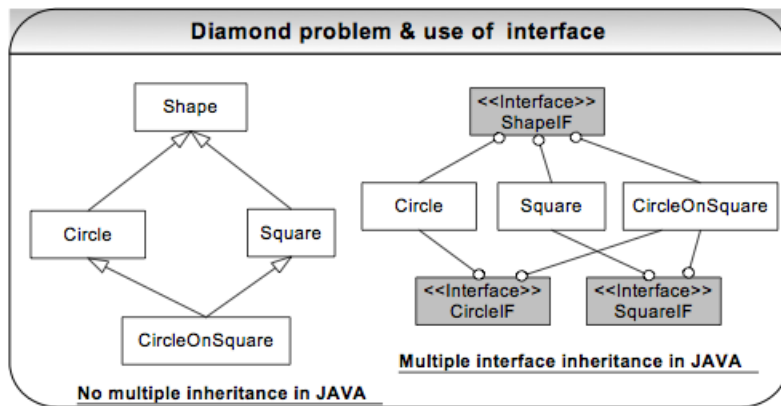 Diamond problem & use of interface
Shape
Circle
Square
CircleOnSquare
No multiple inheritance in JAVA
<<Interface>>
ShapeIF
Circle
Square
CircleOnSquare
<<Interface>>
CircleIF
<<Interface>>
SquareIF
Multiple interface inheritance in JAVA